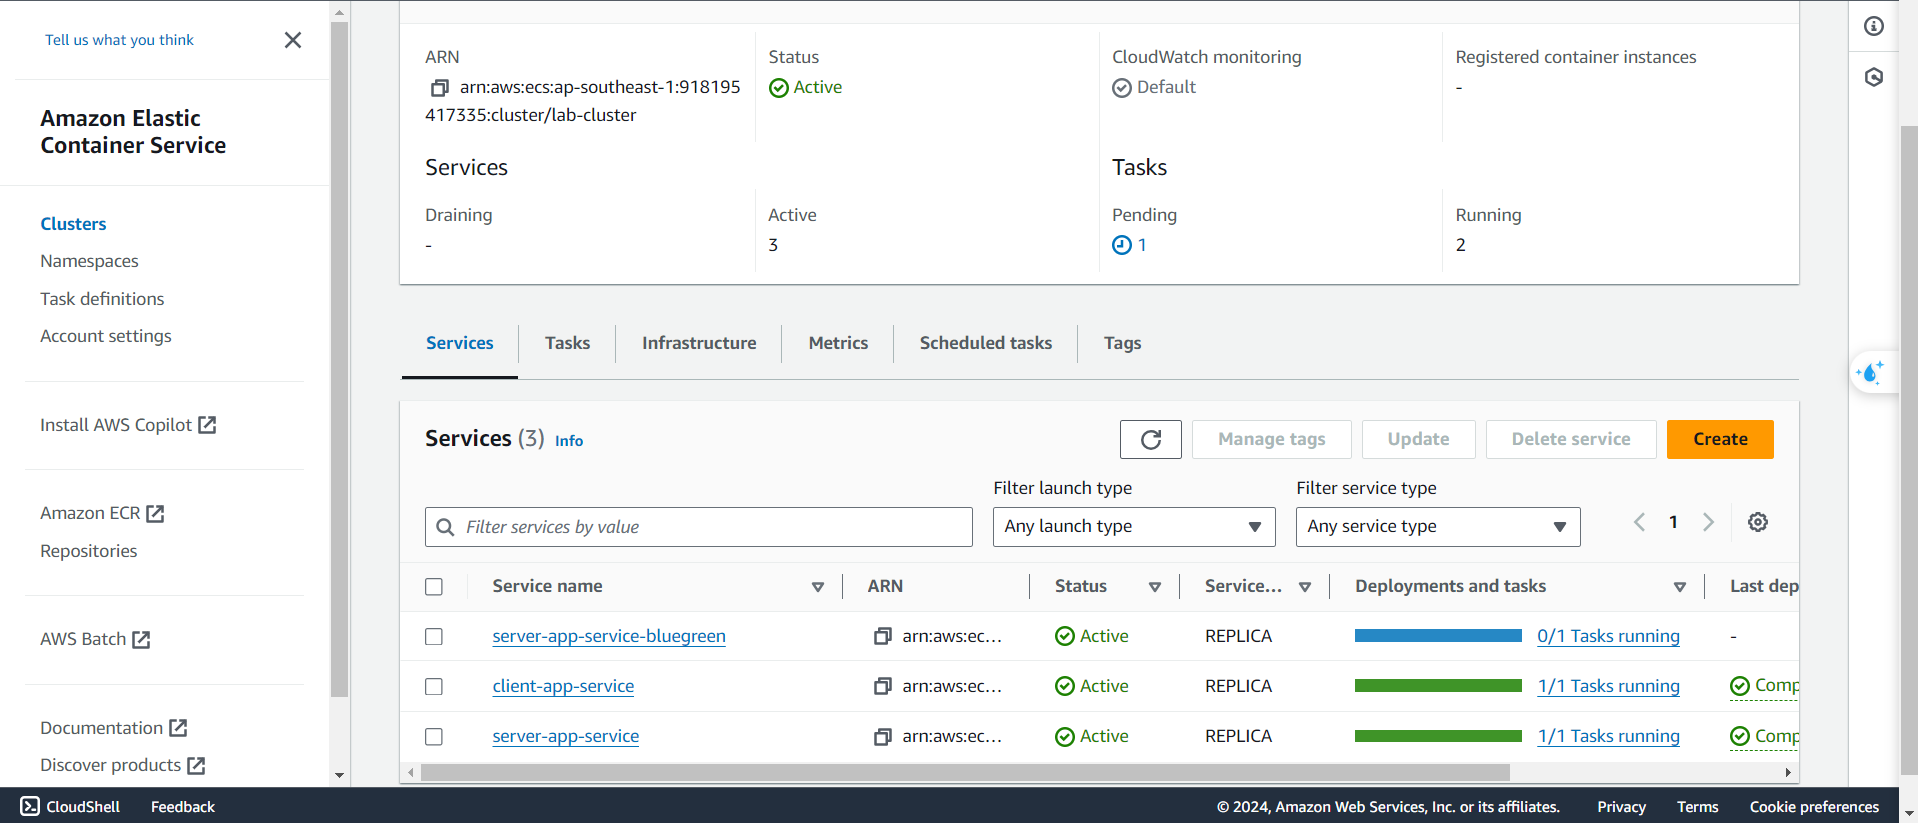 Tell us what you think
Amazon Elastic
Container Service
Clusters
Namespaces
Task definitions
Account settings
Install AWS Copilot
Amazon ECR
Repositories
AWS Batch
Documentation
Discover products
ARN
arn:aws:ecs:ap-southeast-1:918195
417335:cluster/lab-cluster
Status
Active
CloudWatch monitoring
Default
Registered container instances
-
Services
Draining
-
Active
3
Tasks
Pending
1
Running
2
Services Tasks Infrastructure Metrics Scheduled tasks Tags
Services (3) Info
Manage tags Update Delete service Create
Filter services by value
Filter launch type
Any launch type
Filter service type
Any service type
1
Service name ARN Status Service... Deployments and tasks Last dep
server-app-service-bluegreen arn:aws:ec... Active REPLICA 0/1 Tasks running -
client-app-service arn:aws:ec... Active REPLICA 1/1 Tasks running Comp
server-app-service arn:aws:ec... Active REPLICA 1/1 Tasks running Comp
CloudShell Feedback © 2024, Amazon Web Services, Inc. or its affiliates. Privacy Terms Cookie preferences